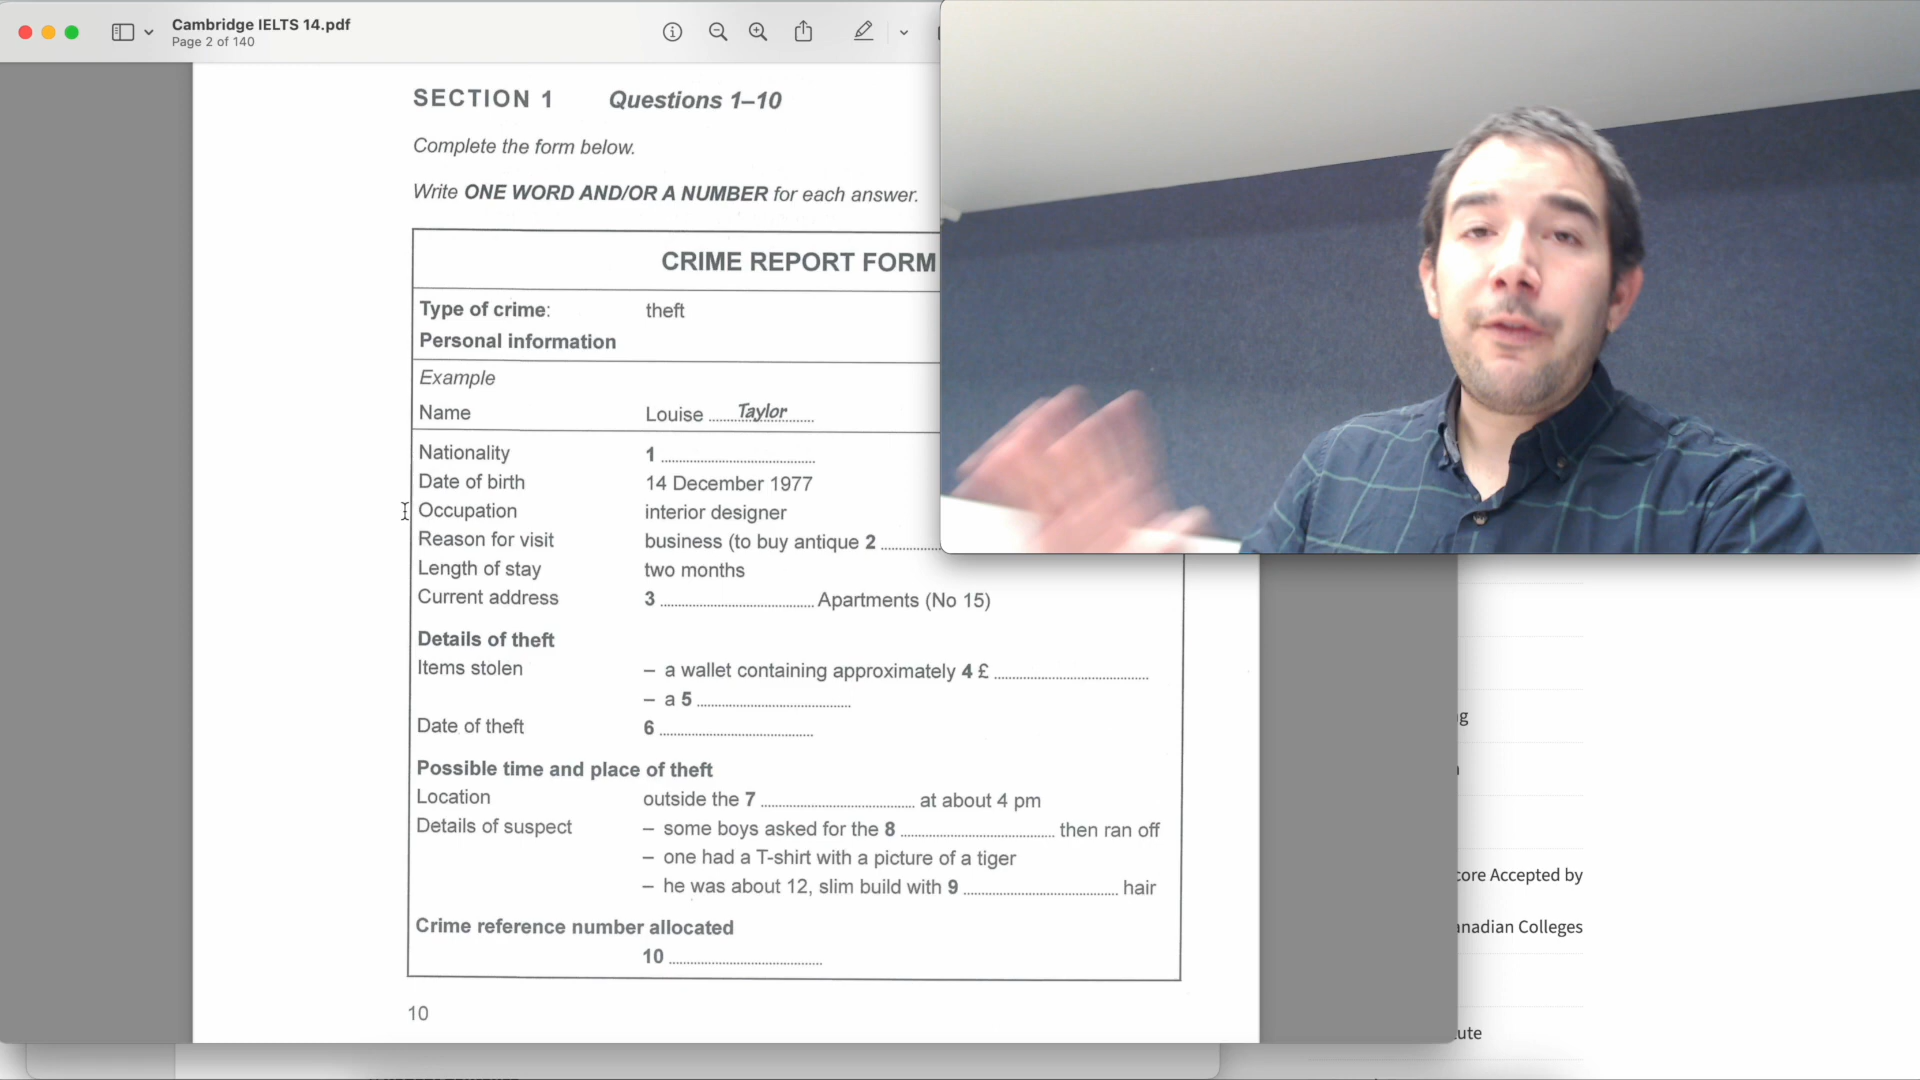 Cambridge IELTS 14.pdf
Page 2 of 140
SECTION 1 Questions 1–10
Complete the form below.
Write ONE WORD AND/OR A NUMBER for each answer.
CRIME REPORT FORM
Type of crime: theft
Personal information
Example
Name Louise Taylor
Nationality 1
Date of birth 14 December 1977
Occupation interior designer
Reason for visit business (to buy antique 2
Length of stay two months
Current address 3 Apartments (No 15)
Details of theft
Items stolen – a wallet containing approximately 4 £
– a 5
Date of theft 6
Possible time and place of theft
Location outside the 7 at about 4 pm
Details of suspect – some boys asked for the 8 then ran off
– one had a T-shirt with a picture of a tiger
– he was about 12, slim build with 9 hair
Crime reference number allocated
10
10
core Accepted by
anadian Colleges